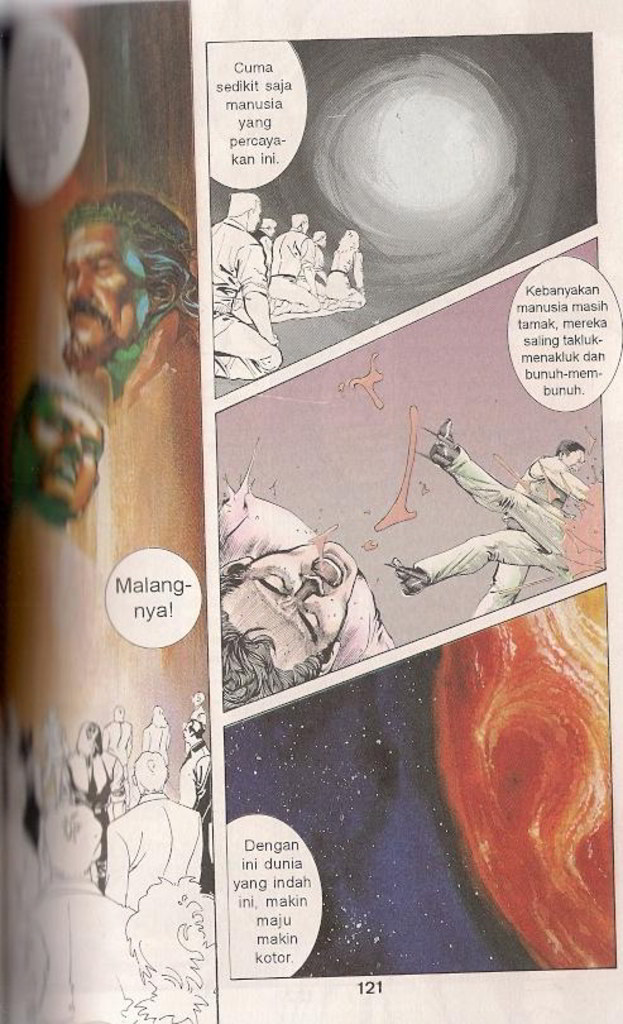 Malang-
nya!
Cuma
sedikit saja
manusia
yang
percaya-
kan ini.
Kebanyakan
manusia masih
tamak, mereka
saling takluk-
menakluk dan
bunuh-mem-
bunuh.
Dengan
ini dunia
yang indah
ini, makin
maju
makin
kotor.
121